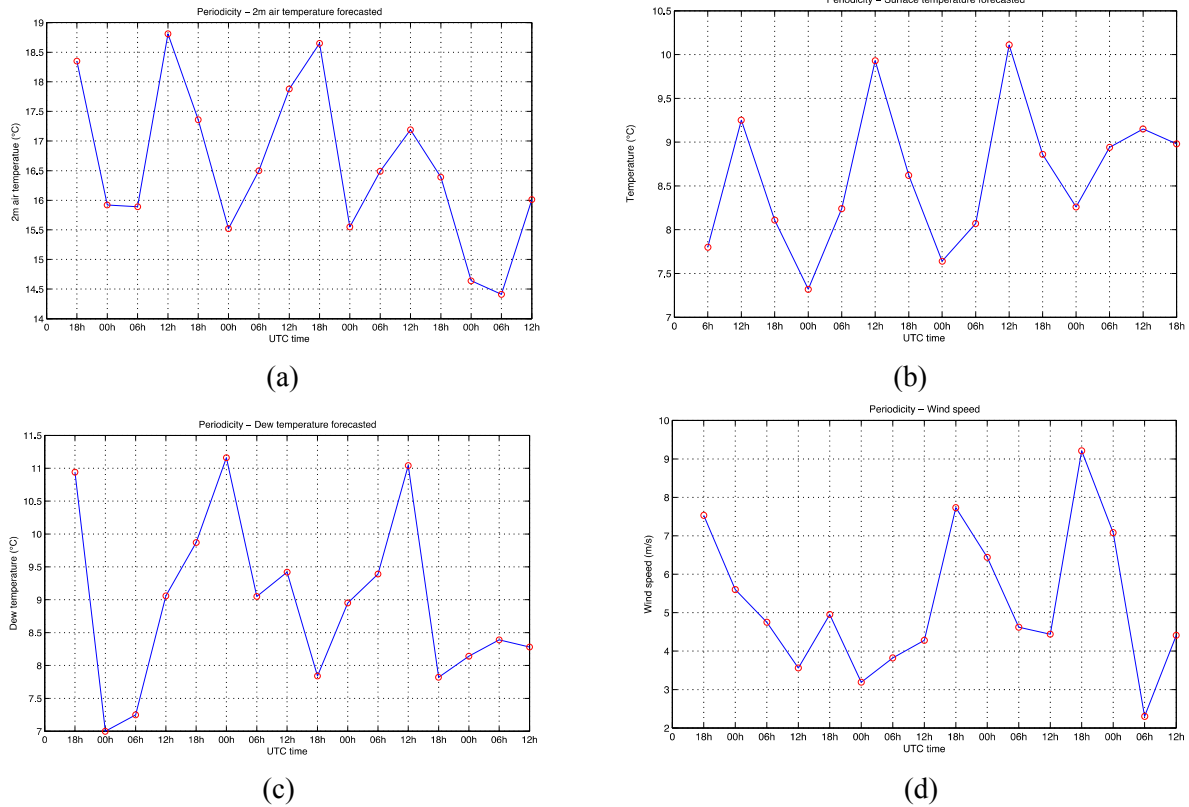 Periodicity – 2m air temperature forecasted
19
18.5
18
17.5
17
16.5
16
15.5
15
14.5
14
2m air temperatue (°C)
0 18h 00h 06h 12h 18h 00h 06h 12h 18h 00h 06h 12h 18h 00h 06h 12h
UTC time
(a)
Periodicity – Surface temperature forecasted
10.5
10
9.5
9
8.5
8
7.5
7
Temperature (°C)
0 6h 12h 18h 00h 06h 12h 18h 00h 06h 12h 18h 00h 06h 12h 18h
UTC time
(b)
Periodicity – Dew temperature forecasted
11.5
11
10.5
10
9.5
9
8.5
8
7.5
7
Dew temperature (°C)
0 18h 00h 06h 12h 18h 00h 06h 12h 18h 00h 06h 12h 18h 00h 06h 12h
UTC time
(c)
Periodicity – Wind speed
10
9
8
7
6
5
4
3
2
Wind speed (m/s)
0 18h 00h 06h 12h 18h 00h 06h 12h 18h 00h 06h 12h 18h 00h 06h 12h
UTC time
(d)